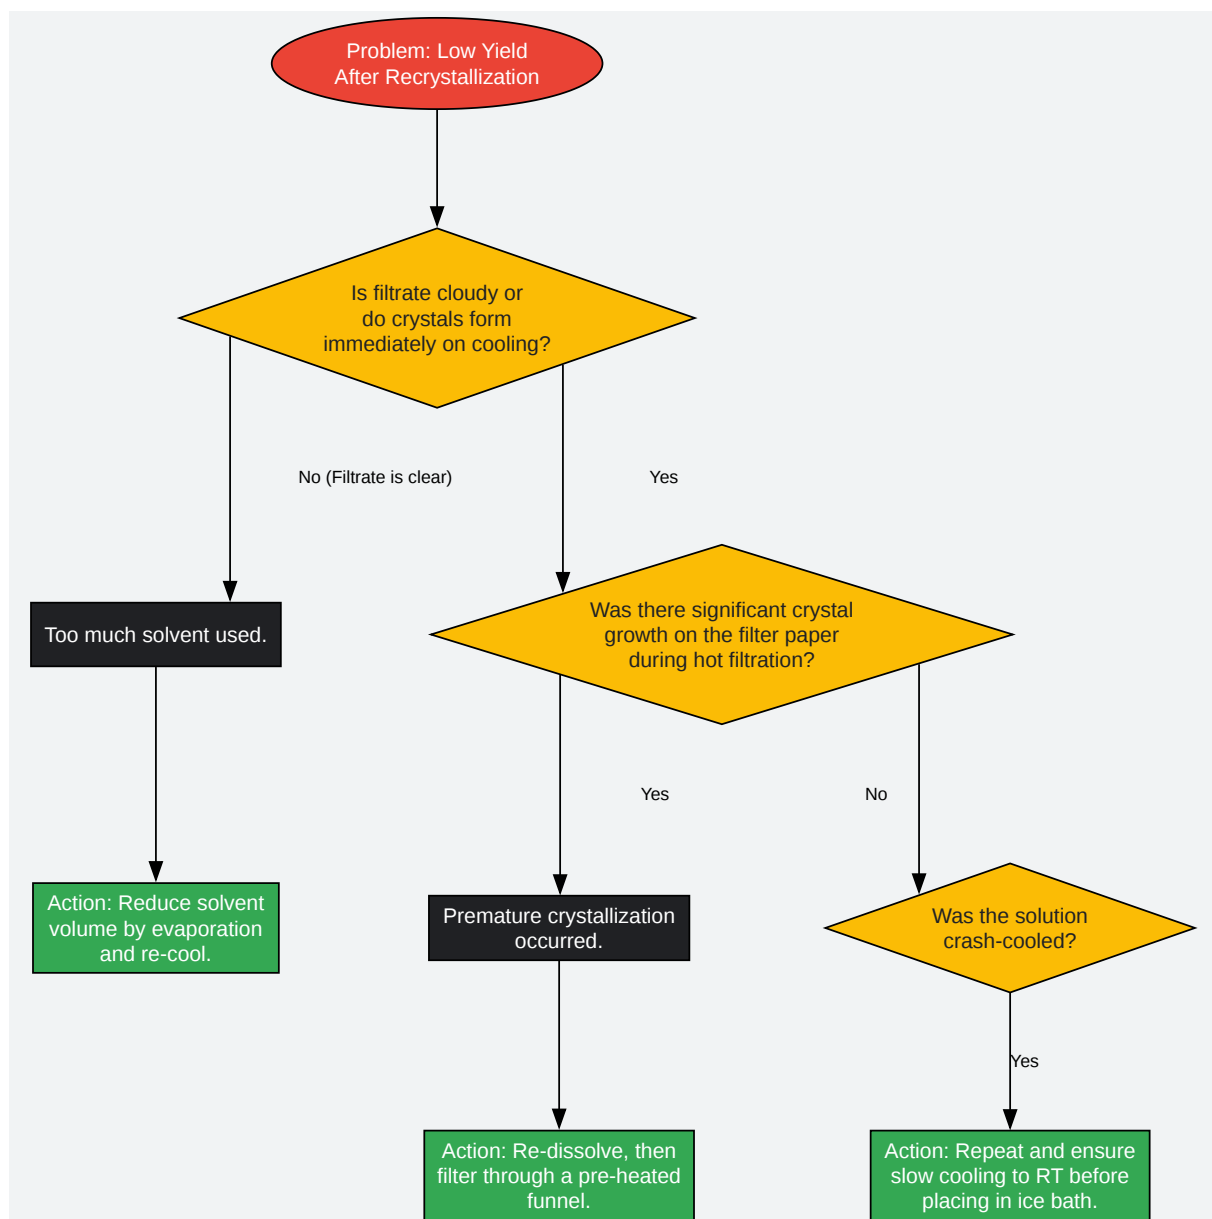 Problem: Low Yield
After Recrystallization
Is filtrate cloudy or
do crystals form
immediately on cooling?
No (Filtrate is clear)
Yes
Too much solvent used.
Was there significant crystal
growth on the filter paper
during hot filtration?
Yes
No
Action: Reduce solvent
volume by evaporation
and re-cool.
Premature crystallization
occurred.
Was the solution
crash-cooled?
Yes
Action: Re-dissolve, then
filter through a pre-heated
funnel.
Action: Repeat and ensure
slow cooling to RT before
placing in ice bath.